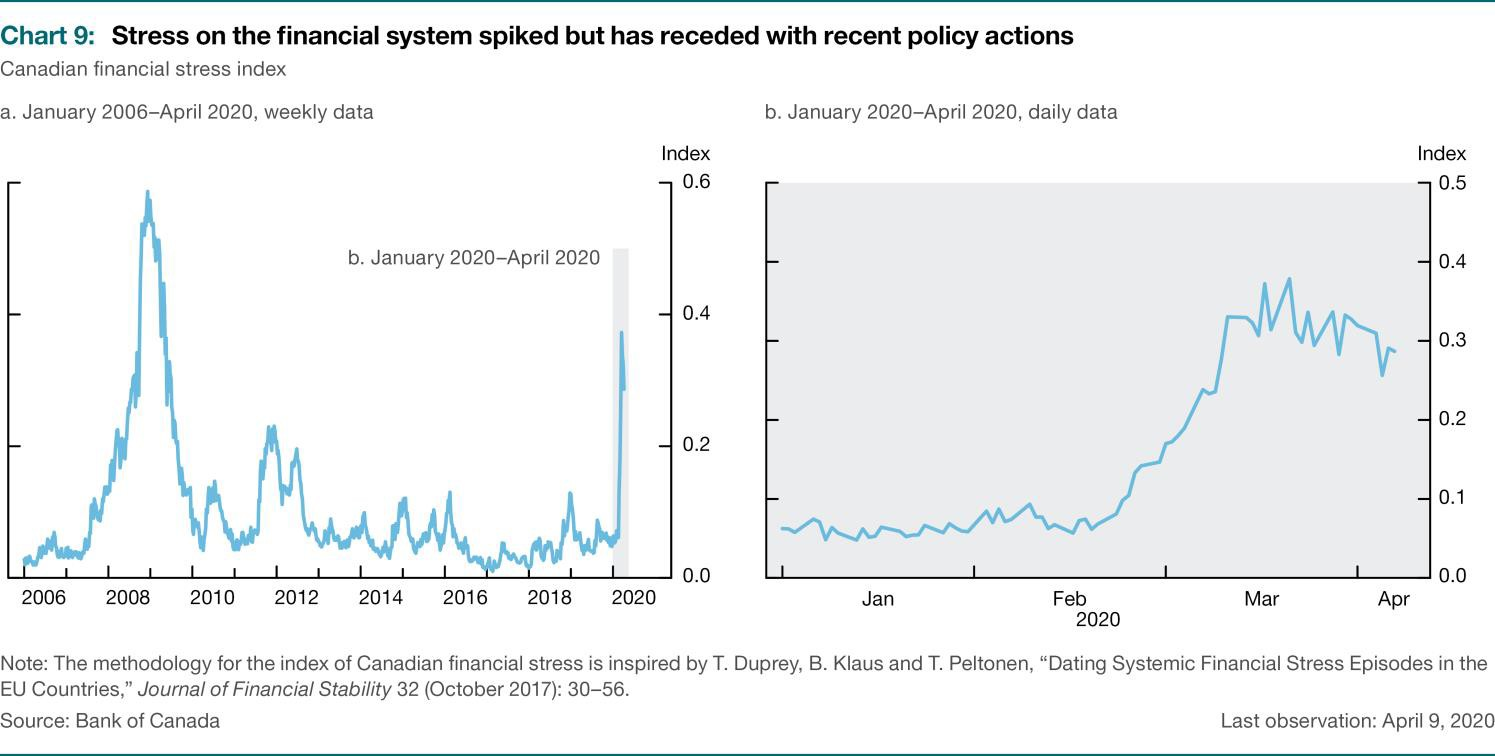 Chart 9: Stress on the financial system spiked but has receded with recent policy actions
Canadian financial stress index
a. January 2006–April 2020, weekly data
Index
0.6
0.4
0.2
0.0
b. January 2020–April 2020
2006 2008 2010 2012 2014 2016 2018 2020
b. January 2020–April 2020, daily data
Index
0.5
0.4
0.3
0.2
0.1
0.0
Jan Feb Mar Apr
2020
Note: The methodology for the index of Canadian financial stress is inspired by T. Duprey, B. Klaus and T. Peltonen, “Dating Systemic Financial Stress Episodes in the
EU Countries,” Journal of Financial Stability 32 (October 2017): 30–56.
Source: Bank of Canada
Last observation: April 9, 2020